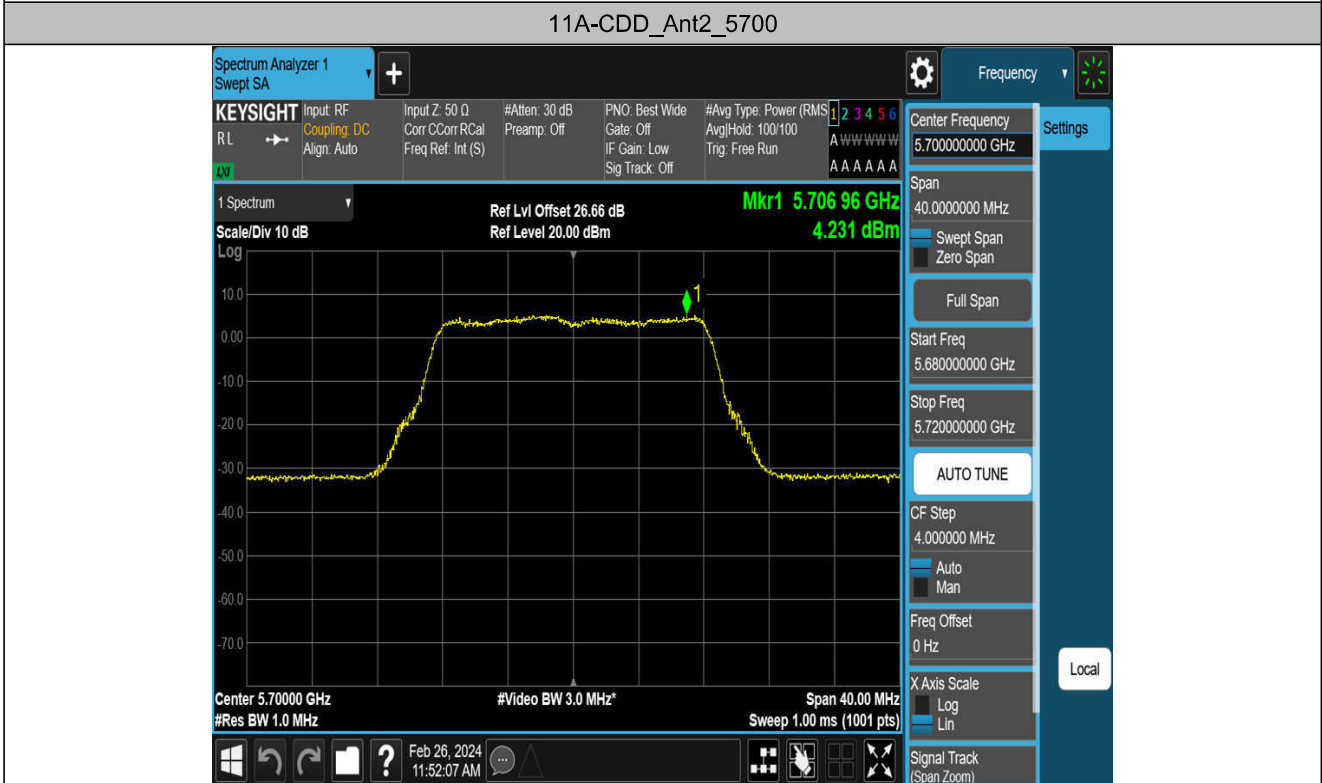 11A-CDD_Ant2_5700
Spectrum Analyzer 1
Swept SA
+
Frequency
KEYSIGHT
RL
LXI
Input: RF
Coupling: DC
Align: Auto
Input Z: 50 Ω
Corr CCorr RCal
Freq Ref: Int (S)
#Atten: 30 dB
Preamp: Off
PNO: Best Wide
Gate: Off
IF Gain: Low
Sig Track: Off
#Avg Type: Power (RMS
Avg|Hold: 100/100
Trig: Free Run
1 2 3 4 5 6
A W W W W W
A A A A A A
Center Frequency
5.700000000 GHz
Settings
1 Spectrum
Scale/Div 10 dB
Log
Ref Lvl Offset 26.66 dB
Ref Level 20.00 dBm
Mkr1 5.706 96 GHz
4.231 dBm
Span
40.0000000 MHz
Swept Span
Zero Span
Full Span
Start Freq
5.680000000 GHz
Stop Freq
5.720000000 GHz
AUTO TUNE
CF Step
4.000000 MHz
Auto
Man
Freq Offset
0 Hz
X Axis Scale
Log
Lin
Signal Track
(Span Zoom)
Local
1
10.0
0.00
-10.0
-20.0
-30.0
-40.0
-50.0
-60.0
-70.0
Center 5.70000 GHz
#Res BW 1.0 MHz
#Video BW 3.0 MHz*
Span 40.00 MHz
Sweep 1.00 ms (1001 pts)
?
Feb 26, 2024
11:52:07 AM